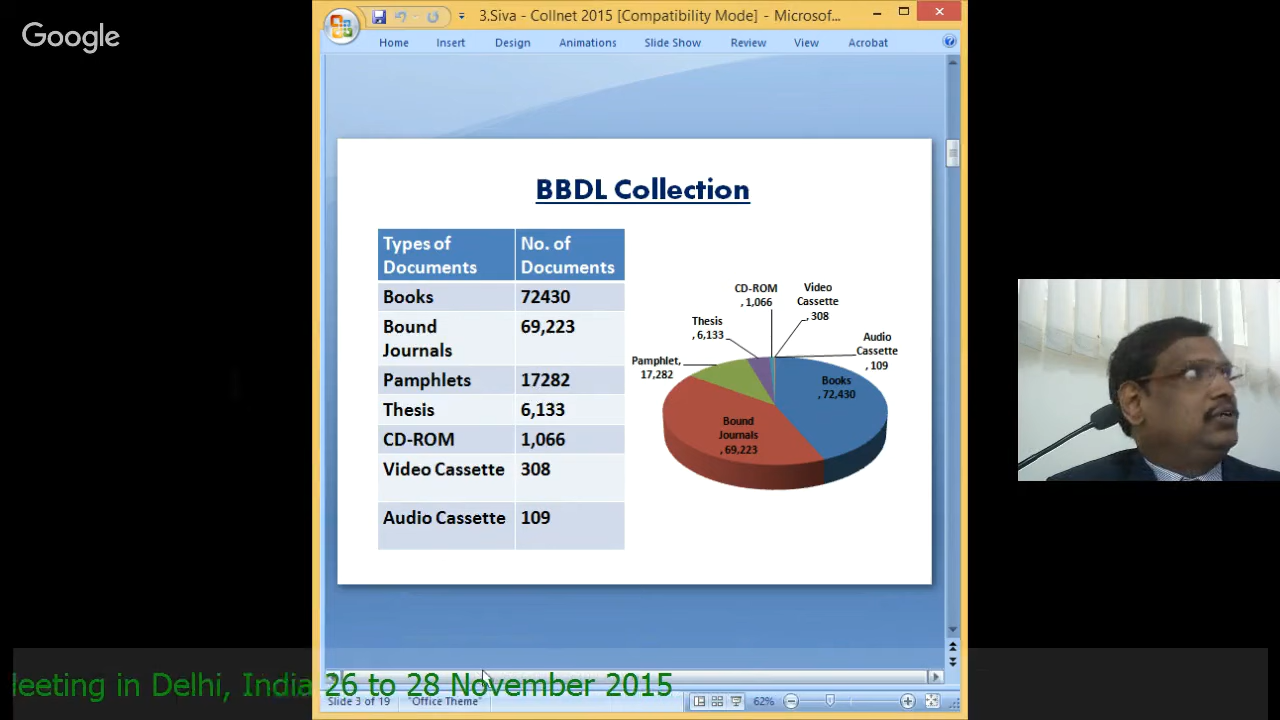 Google
3.Siva - Collnet 2015 [Compatibility Mode] - Microsof...
Home Insert Design Animations Slide Show Review View Acrobat
BBDL Collection
Types of Documents No. of Documents
Books 72430
Bound Journals 69,223
Pamphlets 17282
Thesis 6,133
CD-ROM 1,066
Video Cassette 308
Audio Cassette 109
CD-ROM
, 1,066
Video
Cassette
, 308
Thesis
, 6,133
Audio
Cassette
, 109
Pamphlet,
17,282
Books
, 72,430
Bound
Journals
, 69,223
Meeting in Delhi, India 26 to 28 November 2015
Slide 3 of 19 "Office Theme" 62%